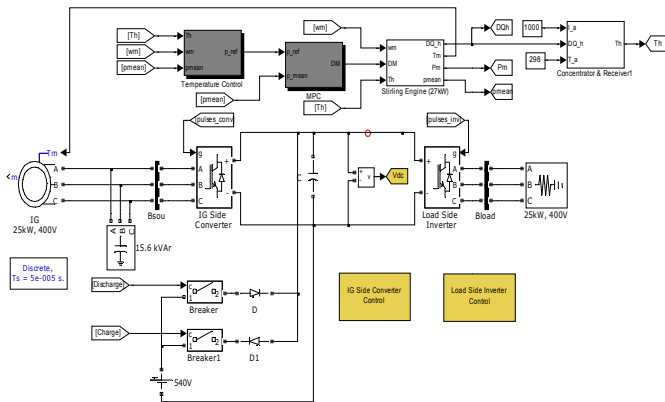 [Th]
[wm]
[pmean]
Th
wm
pmean
p_ref
Temperature Control
[pmean]
p_ref
p_mean
DM
MPC
[wm]
[Th]
wm
DM
Th
DQ_h
Tm
Pm
pmean
Stirling Engine (27kW)
DQh
Pm
pmean
1000
298
I_a
DQ_h
T_a
Th
Concentrator & Receiver1
Th
[pulses_conv]
[pulses_inv]
Tm
m
A
B
C
IG
25kW, 400V
Bsou
A
B
C
15.6 kVAr
g
A
B
C
+
-
IG Side
Converter
C
+
-
v
Vdc
g
+
-
A
B
C
Load Side
Inverter
Bload
A
B
C
25kW, 400V
Discrete,
Ts = 5e-005 s.
[Discharge]
c
1
2
Breaker
D
[Charge]
c
1
2
Breaker1
D1
540V
IG Side Converter
Control
Load Side Inverter
Control